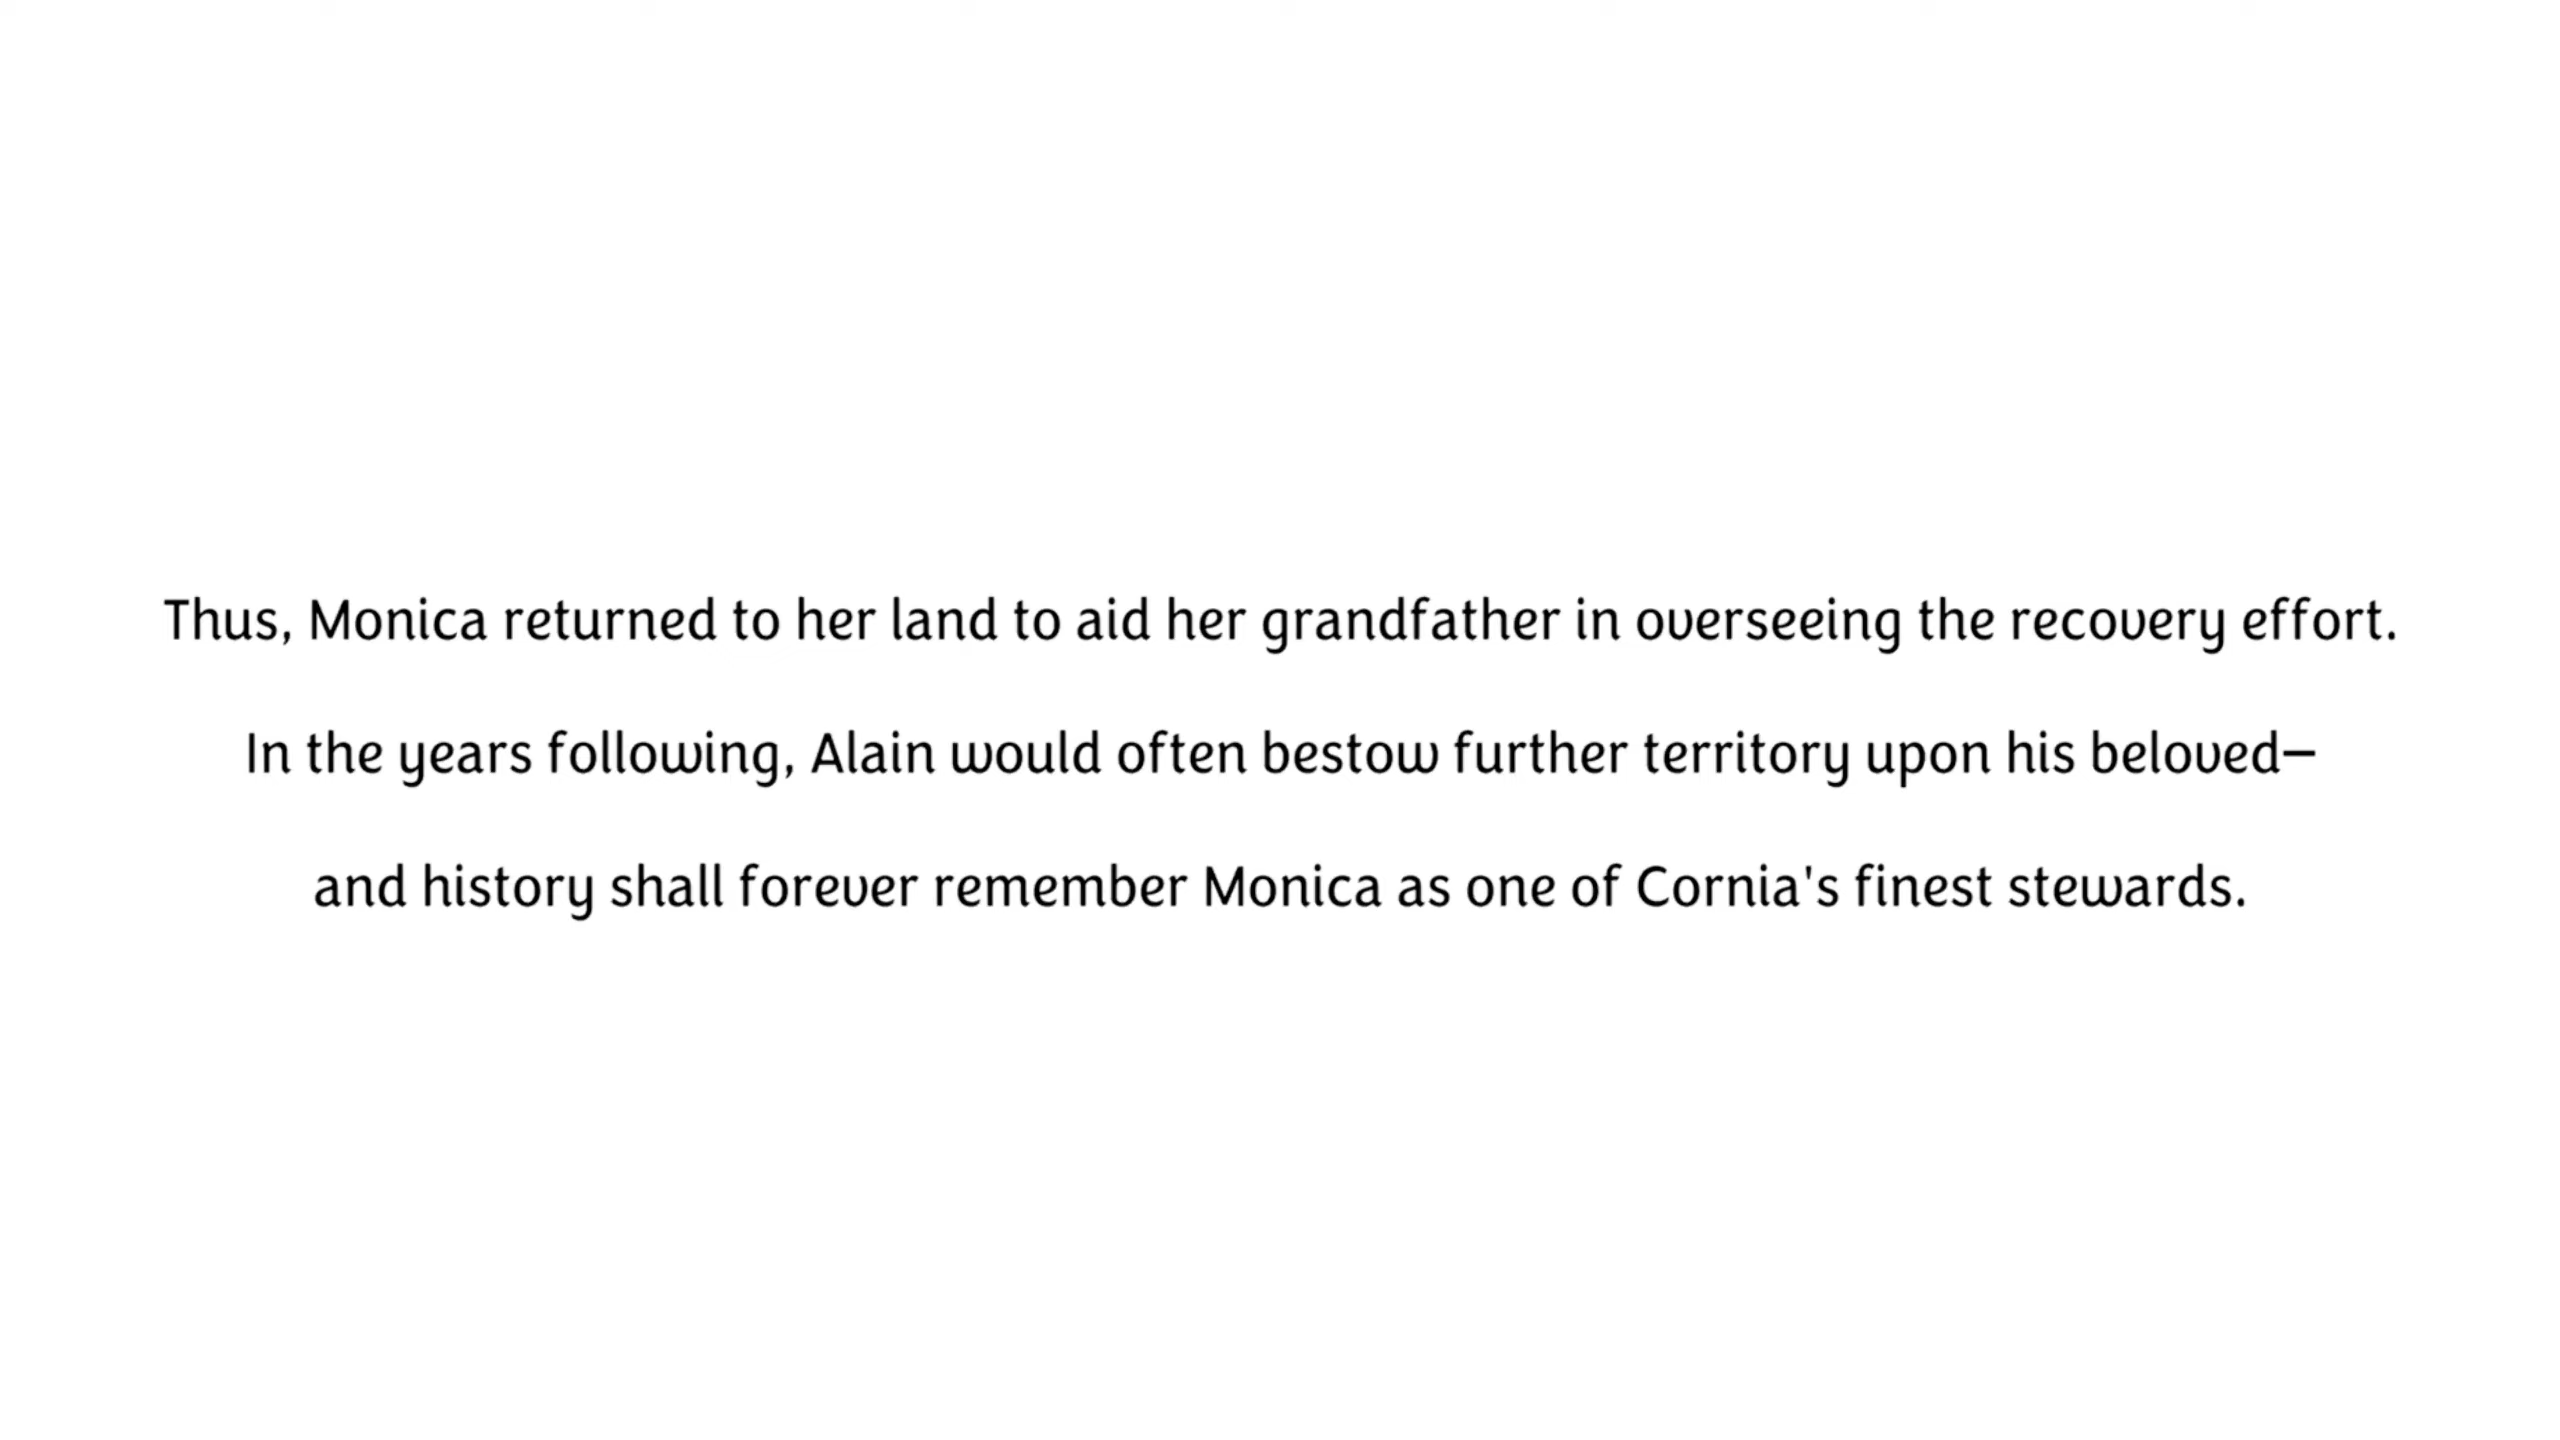 Thus, Monica returned to her land to aid her grandfather in overseeing the recovery effort.
In the years following, Alain would often bestow further territory upon his beloved—
and history shall forever remember Monica as one of Cornia's finest stewards.